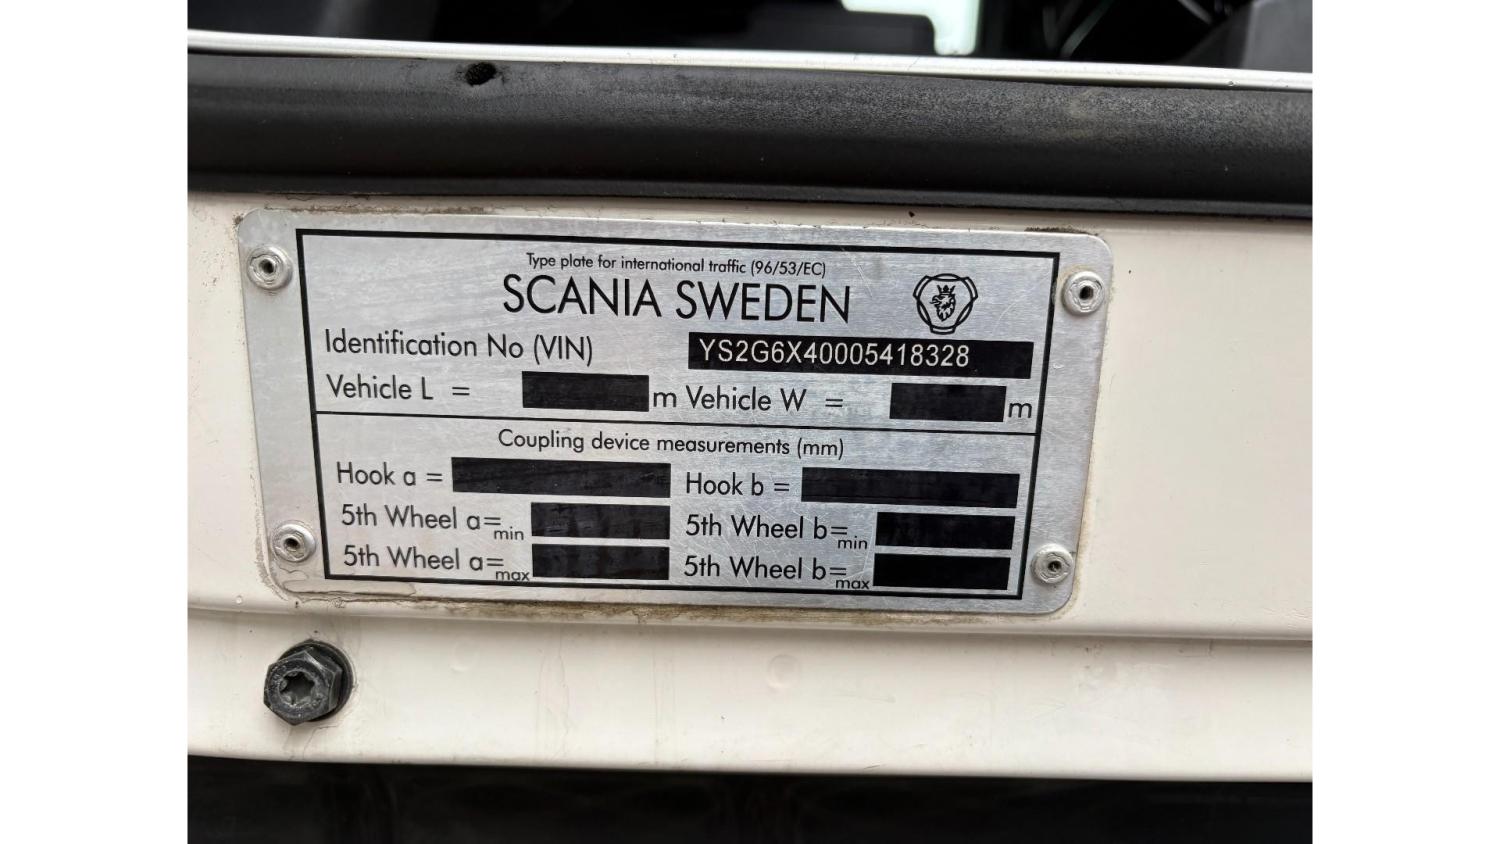 Type plate for international traffic (96/53/EC)
SCANIA SWEDEN
Identification No (VIN) YS2G6X40005418328
Vehicle L = m Vehicle W = m
Coupling device measurements (mm)
Hook a = Hook b =
5th Wheel a= min 5th Wheel b= min
5th Wheel a= max 5th Wheel b= max